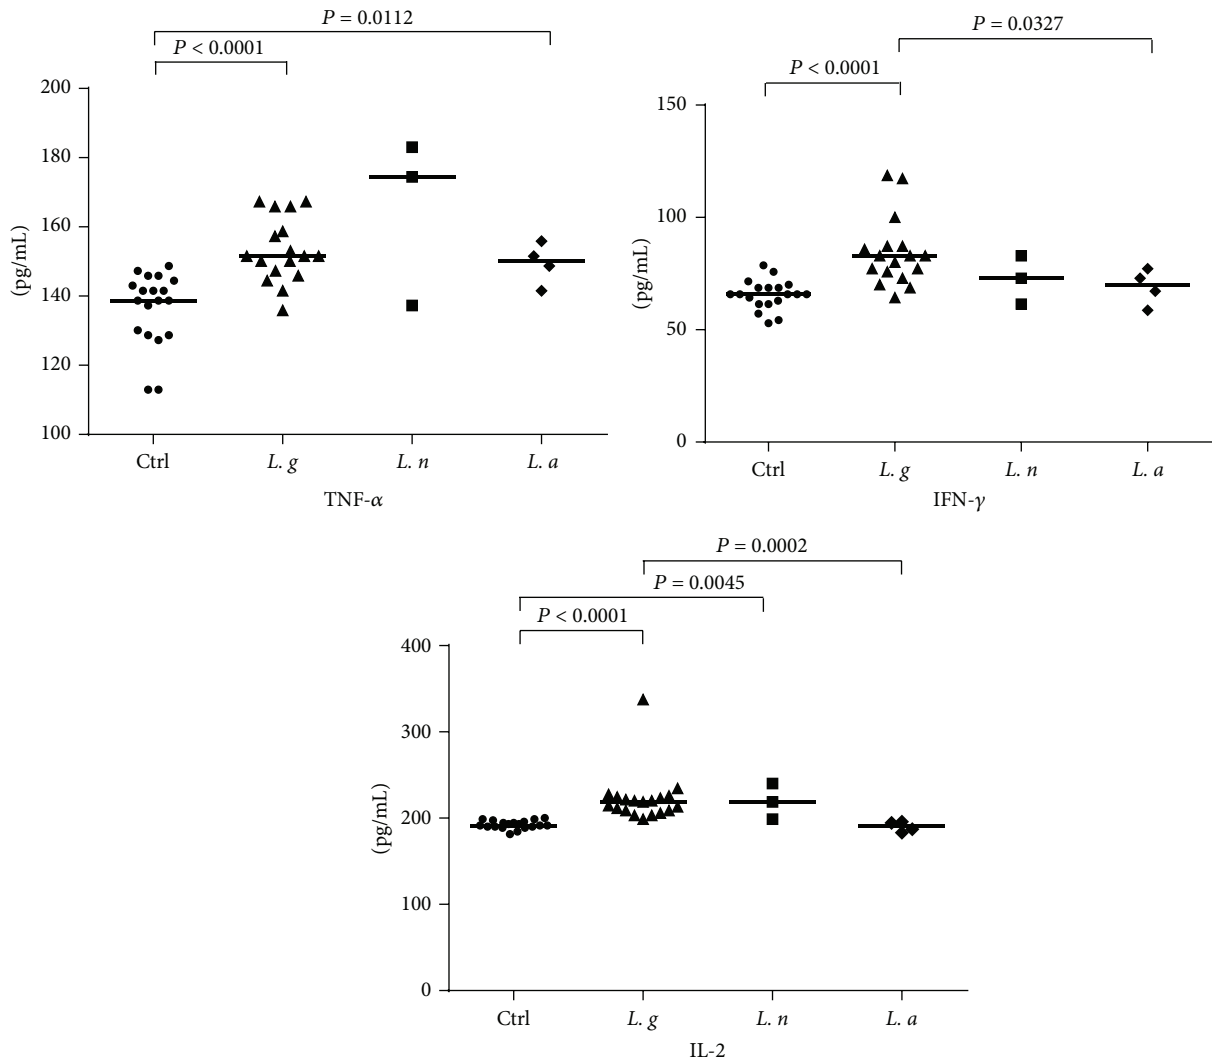 P = 0.0112
P < 0.0001
200
180
160
140
120
100
(pg/mL)
Ctrl L. g L. n L. a
TNF-α
P = 0.0327
P < 0.0001
150
100
50
0
(pg/mL)
Ctrl L. g L. n L. a
IFN-γ
P = 0.0002
P = 0.0045
P < 0.0001
400
300
200
100
0
(pg/mL)
Ctrl L. g L. n L. a
IL-2